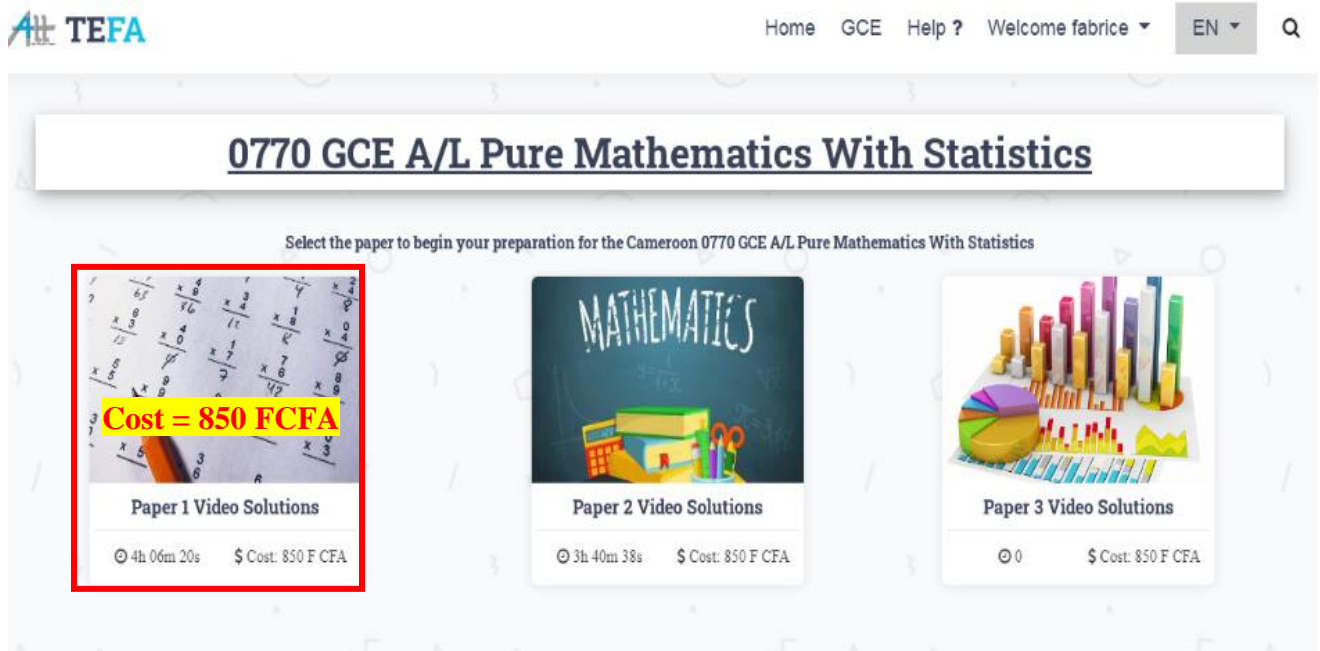 Att TEFA
Home GCE Help ? Welcome fabrice EN
0770 GCE A/L Pure Mathematics With Statistics
Select the paper to begin your preparation for the Cameroon 0770 GCE A/L Pure Mathematics With Statistics
Cost = 850 FCFA
MATHEMATICS
Paper 1 Video Solutions
4h 06m 20s $ Cost: 850 F CFA
Paper 2 Video Solutions
3h 40m 38s $ Cost: 850 F CFA
Paper 3 Video Solutions
0 $ Cost: 850 F CFA